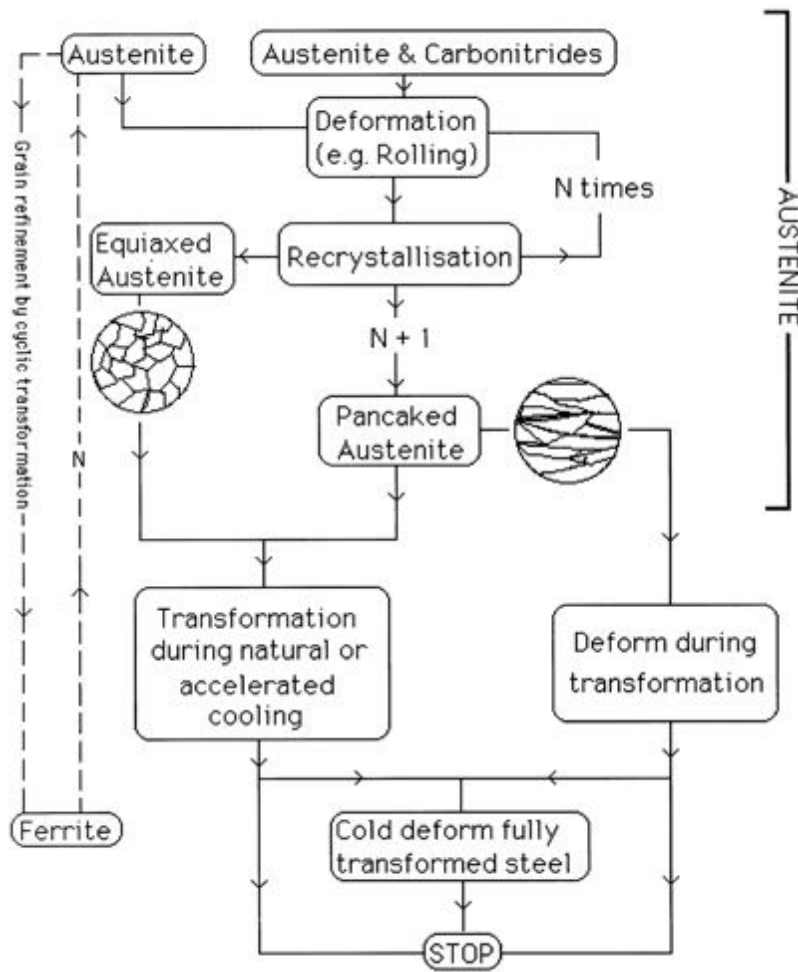 Austenite
Austenite & Carbonitrides
Deformation
(e.g. Rolling)
N times
Equiaxed
Austenite
Recrystallisation
N + 1
Pancaked
Austenite
AUSTENITE
Grain refinement by cyclic transformation
N
Transformation
during natural or
accelerated
cooling
Deform during
transformation
Ferrite
Cold deform fully
transformed steel
STOP